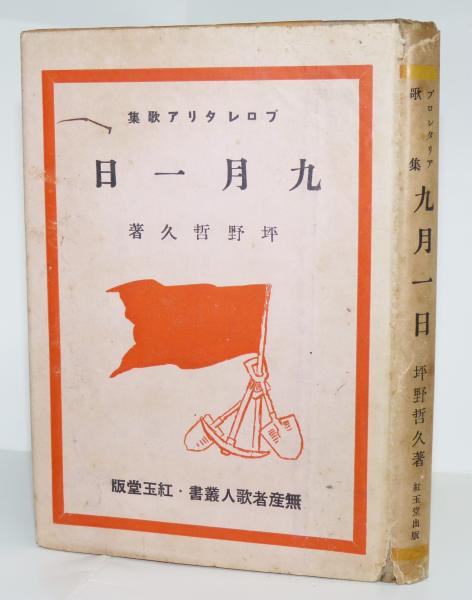 集歌アリタレロプ
日一月九
著久哲野坪
版堂玉紅・書叢人歌者産無
プロレタリア
歌集
九月一日
坪野哲久著
紅玉堂出版